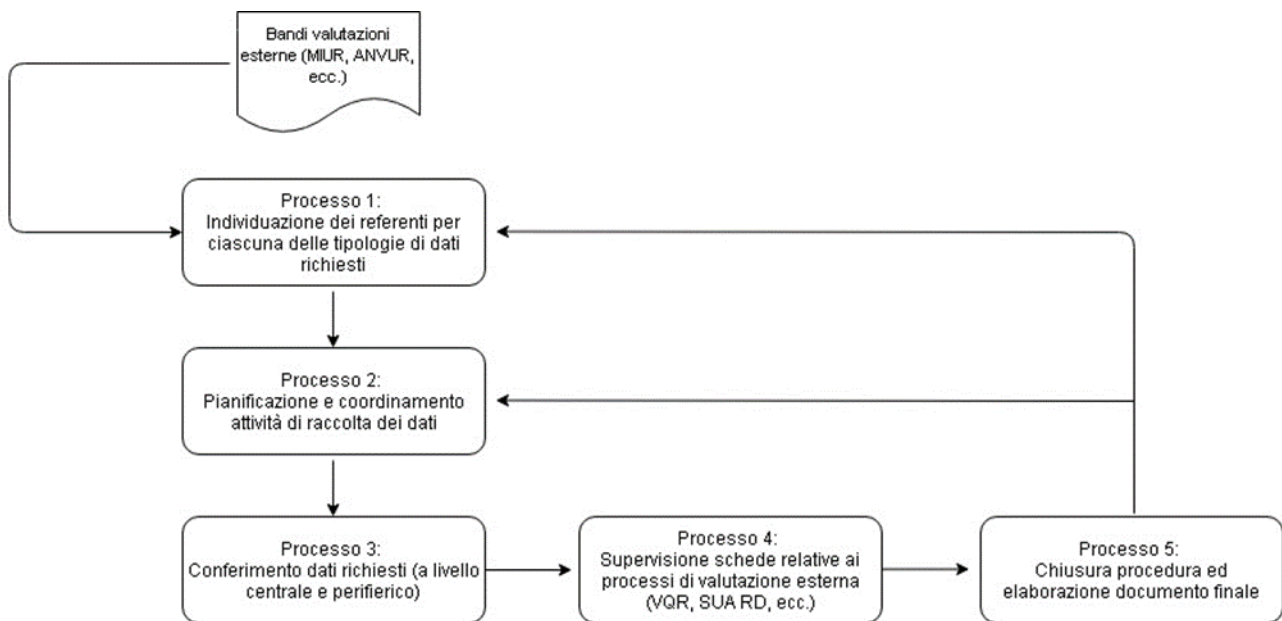 Bandi valutazioni
esterne (MIUR, ANVUR,
ecc.)
Processo 1:
Individuazione dei referenti per
ciascuna delle tipologie di dati
richiesti
Processo 2:
Pianificazione e coordinamento
attività di raccolta dei dati
Processo 3:
Conferimento dati richiesti (a livello
centrale e perifierico)
Processo 4:
Supervisione schede relative ai
processi di valutazione esterna
(VQR, SUA RD, ecc.)
Processo 5:
Chiusura procedura ed
elaborazione documento finale